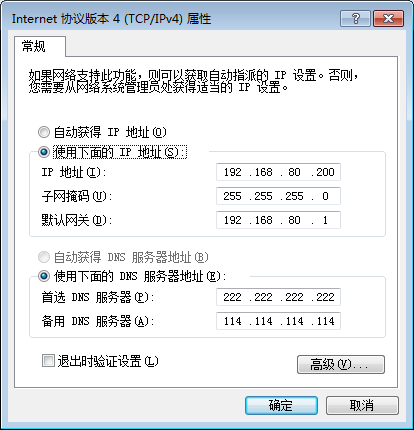 Internet 协议版本 4 (TCP/IPv4) 属性
常规
如果网络支持此功能，则可以获取自动指派的 IP 设置。否则，
您需要从网络系统管理员处获得适当的 IP 设置。
自动获得 IP 地址(O)
使用下面的 IP 地址(S):
IP 地址(I): 192 .168 . 80 .200
子网掩码(U): 255 .255 .255 . 0
默认网关(D): 192 .168 . 80 . 1
自动获得 DNS 服务器地址(B)
使用下面的 DNS 服务器地址(E):
首选 DNS 服务器(P): 222 .222 .222 .222
备用 DNS 服务器(A): 114 .114 .114 .114
退出时验证设置(L)
高级(V)...
确定 取消